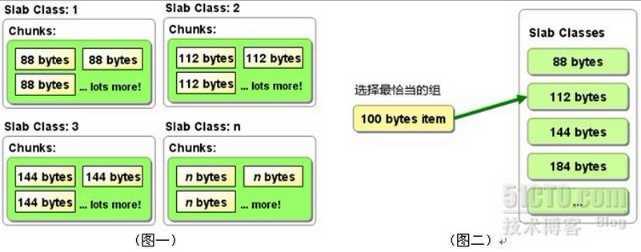 Slab Class: 1
Chunks:
88 bytes 88 bytes
88 bytes ... lots more!
Slab Class: 2
Chunks:
112 bytes 112 bytes
112 bytes ... lots more!
Slab Class: 3
Chunks:
144 bytes 144 bytes
144 bytes ... lots more!
Slab Class: n
Chunks:
n bytes n bytes
n bytes ... more!
(图一)
选择最恰当的组
100 bytes item
Slab Classes
88 bytes
112 bytes
144 bytes
184 bytes
...
(图二)
51CTO.com
技术博客 Blog